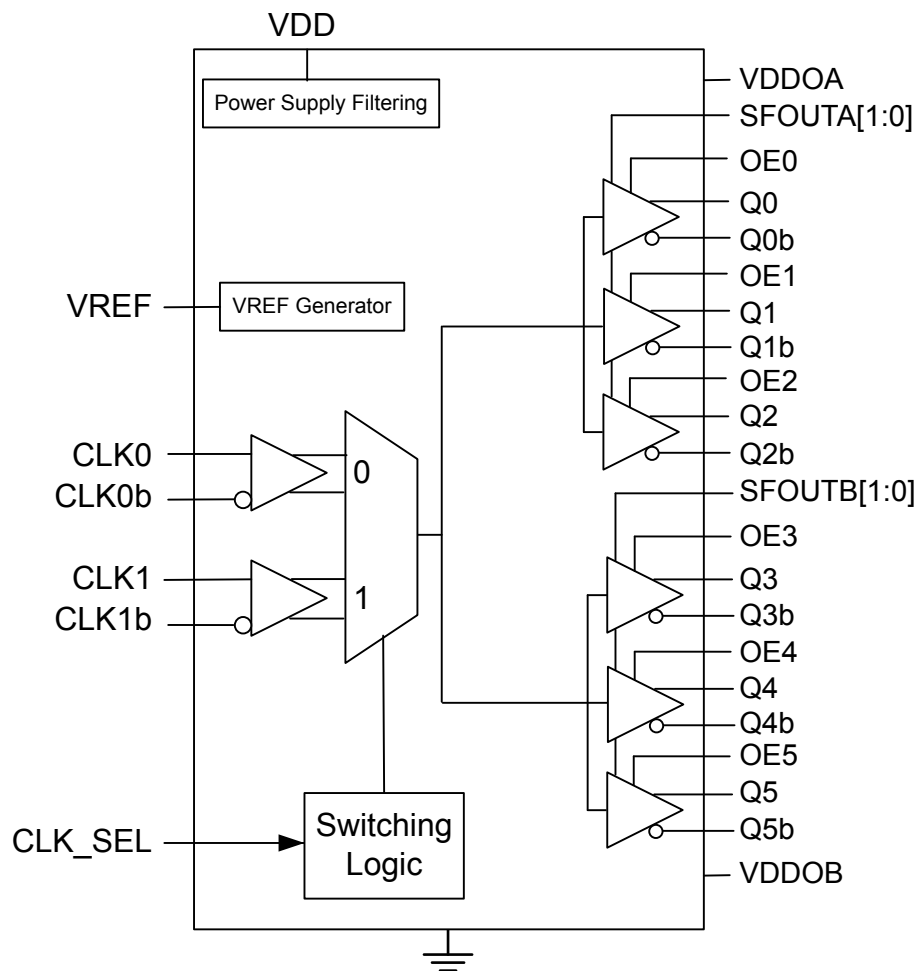 VDD
Power Supply Filtering
VREF
VREF Generator
CLK0
CLK0b
CLK1
CLK1b
0
1
CLK_SEL
Switching
Logic
VDDOA
SFOUTA[1:0]
OE0
Q0
Q0b
OE1
Q1
Q1b
OE2
Q2
Q2b
SFOUTB[1:0]
OE3
Q3
Q3b
OE4
Q4
Q4b
OE5
Q5
Q5b
VDDOB